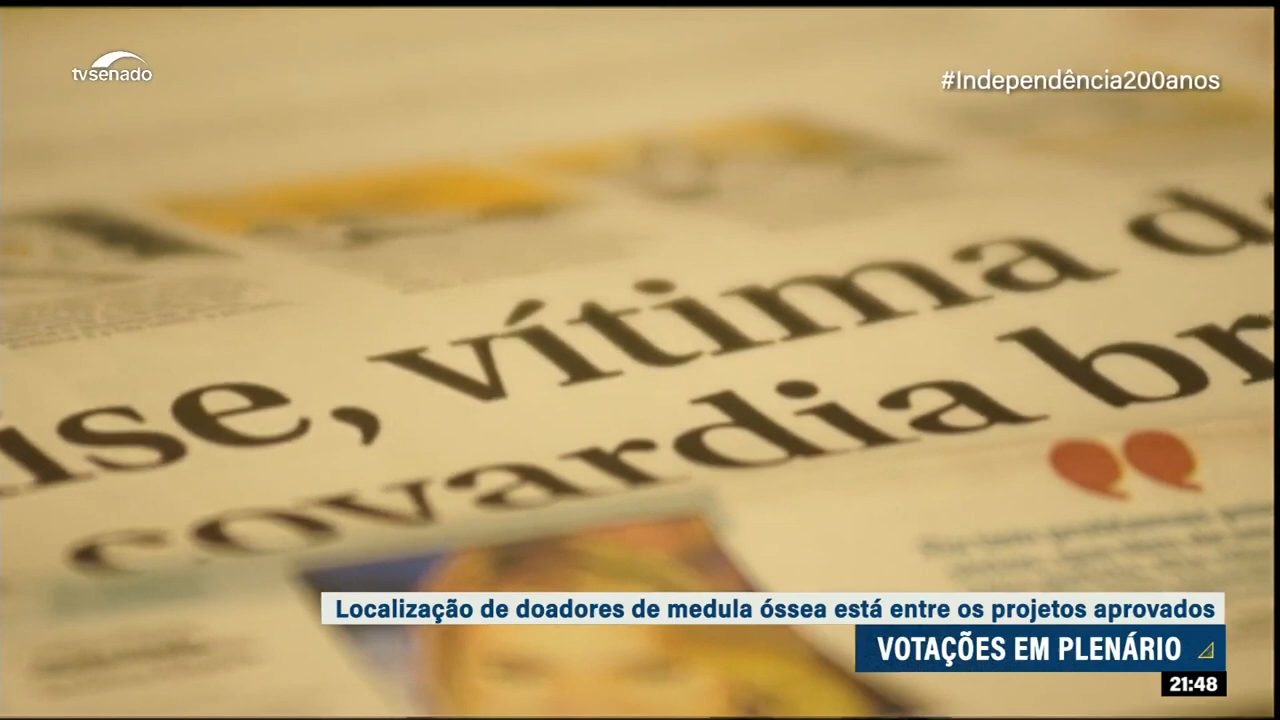 tvsenado
#Independência200anos
ise, vítima d
covardia br
Localização de doadores de medula óssea está entre os projetos aprovados
VOTAÇÕES EM PLENÁRIO
21:48